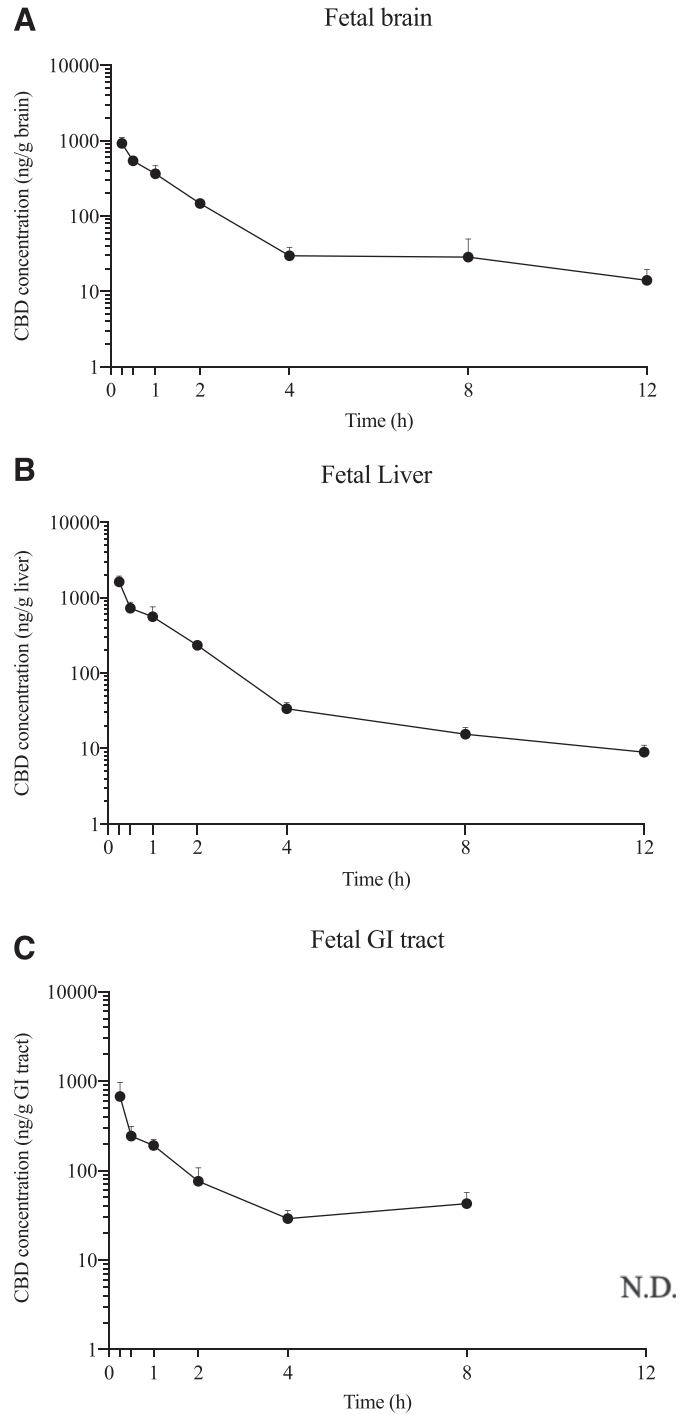 A
Fetal brain
CBD concentration (ng/g brain)
10000
1000
100
10
1
0 1 2 4 8 12
Time (h)
B
Fetal Liver
CBD concentration (ng/g liver)
10000
1000
100
10
1
0 1 2 4 8 12
Time (h)
C
Fetal GI tract
CBD concentration (ng/g GI tract)
10000
1000
100
10
1
N.D.
0 1 2 4 8 12
Time (h)